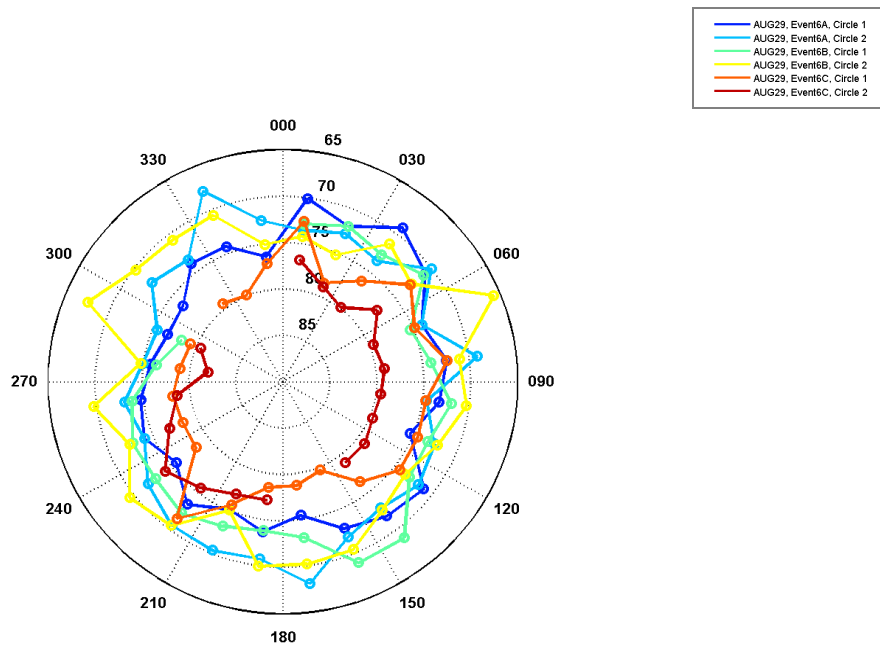 AUG29, Event6A, Circle 1
AUG29, Event6A, Circle 2
AUG29, Event6B, Circle 1
AUG29, Event6B, Circle 2
AUG29, Event6C, Circle 1
AUG29, Event6C, Circle 2
000
65
330
030
70
75
300
060
80
85
270
090
240
120
210
150
180